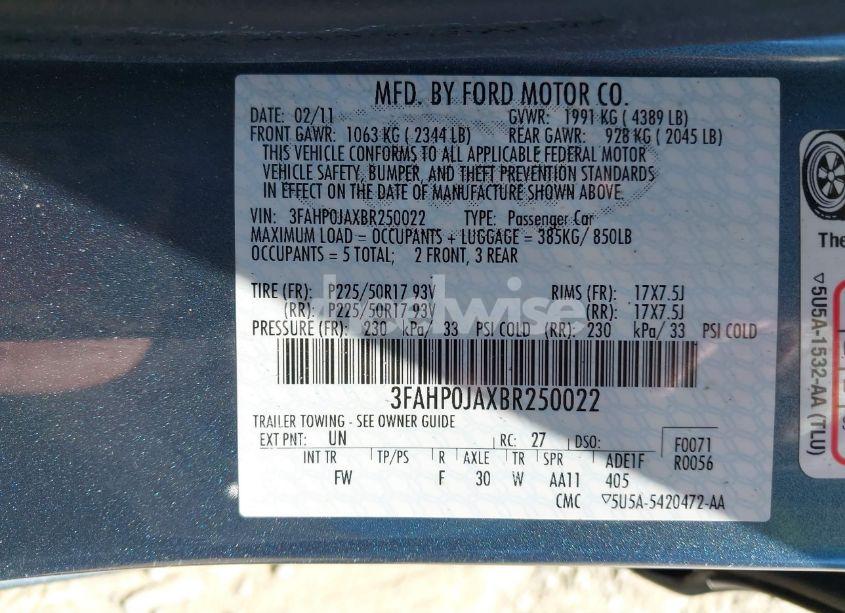 MFD. BY FORD MOTOR CO.
DATE: 02/11 GVWR: 1991 KG ( 4389 LB)
FRONT GAWR: 1063 KG ( 2344 LB) REAR GAWR: 928 KG ( 2045 LB)
THIS VEHICLE CONFORMS TO ALL APPLICABLE FEDERAL MOTOR
VEHICLE SAFETY, BUMPER, AND THEFT PREVENTION STANDARDS
IN EFFECT ON THE DATE OF MANUFACTURE SHOWN ABOVE.
VIN: 3FAHP0JAXBR250022 TYPE: Passenger Car
MAXIMUM LOAD = OCCUPANTS + LUGGAGE = 385KG/ 850LB
OCCUPANTS = 5 TOTAL; 2 FRONT, 3 REAR
TIRE (FR): P225/50R17 93V RIMS (FR): 17X7.5J
(RR): P225/50R17 93V (RR): 17X7.5J
PRESSURE (FR): 230 kPa/ 33 PSI COLD (RR): 230 kPa/ 33 PSI COLD
3FAHP0JAXBR250022
TRAILER TOWING - SEE OWNER GUIDE
EXT PNT: UN RC: 27 DSO: F0071
INT TR TP/PS R AXLE TR SPR ADE1F R0056
FW F 30 W AA11 405
CMC ▽5U5A-5420472-AA
The
▽5U5A-1532-AA (TLU)